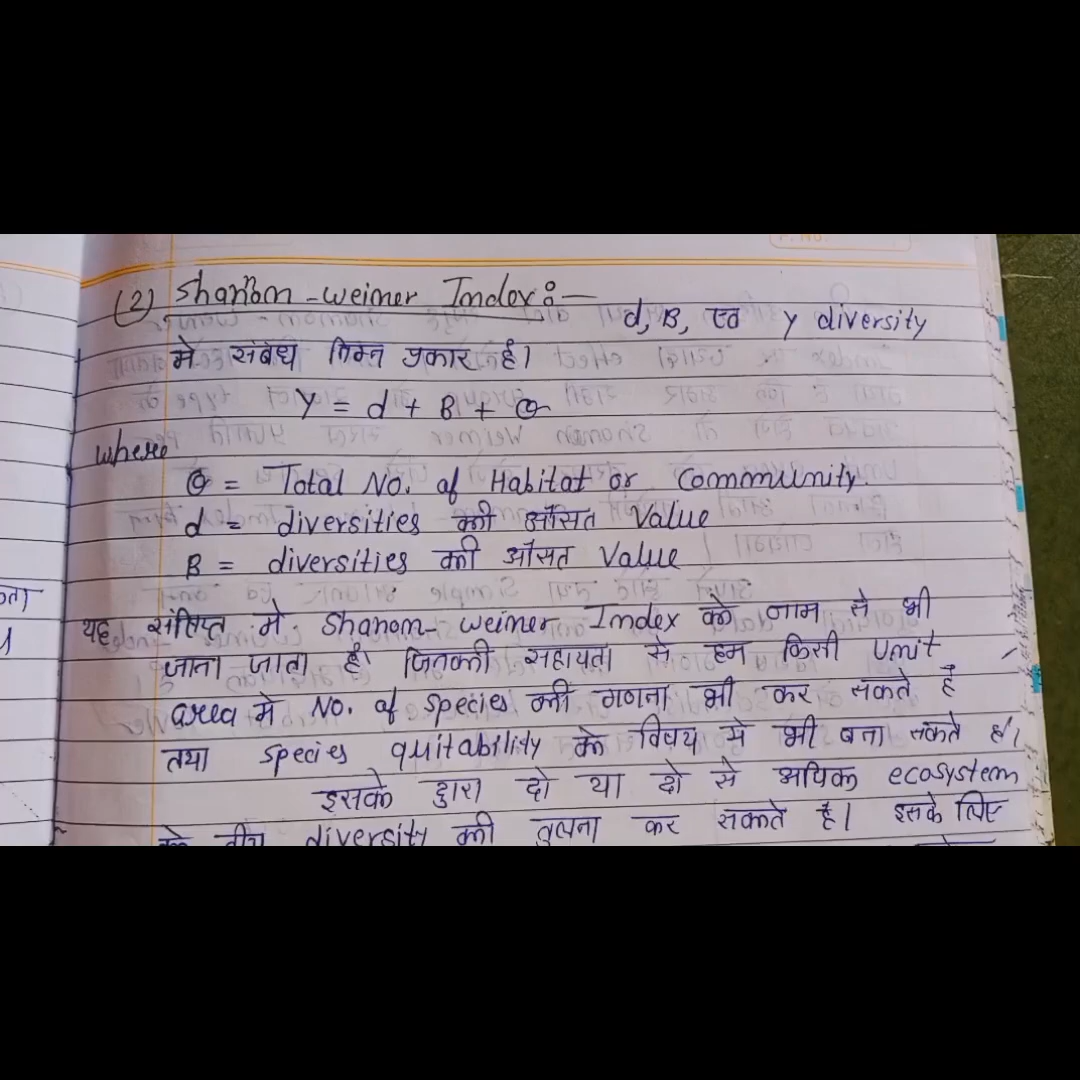 (2) Shanon-weiner Index :-
d, B, एवं γ diversity
मे संबंध निम्न प्रकार है।
γ = d + B + Q
where
Q = Total No. of Habitat or Community.
d = diversities की औसत Value
B = diversities की औसत Value
यह संक्षिप्त मे Shanon-weiner Index के नाम से भी
जाना जाता है। जिसकी सहायता से हम किसी Unit
area मे No. of species की गणना भी कर सकते है
तथा species quitability के विषय मे भी बना सकते है।
इसके द्वारा दो या दो से अधिक ecosystem
के बीच diversity की तुलना कर सकते है। इसके लिए